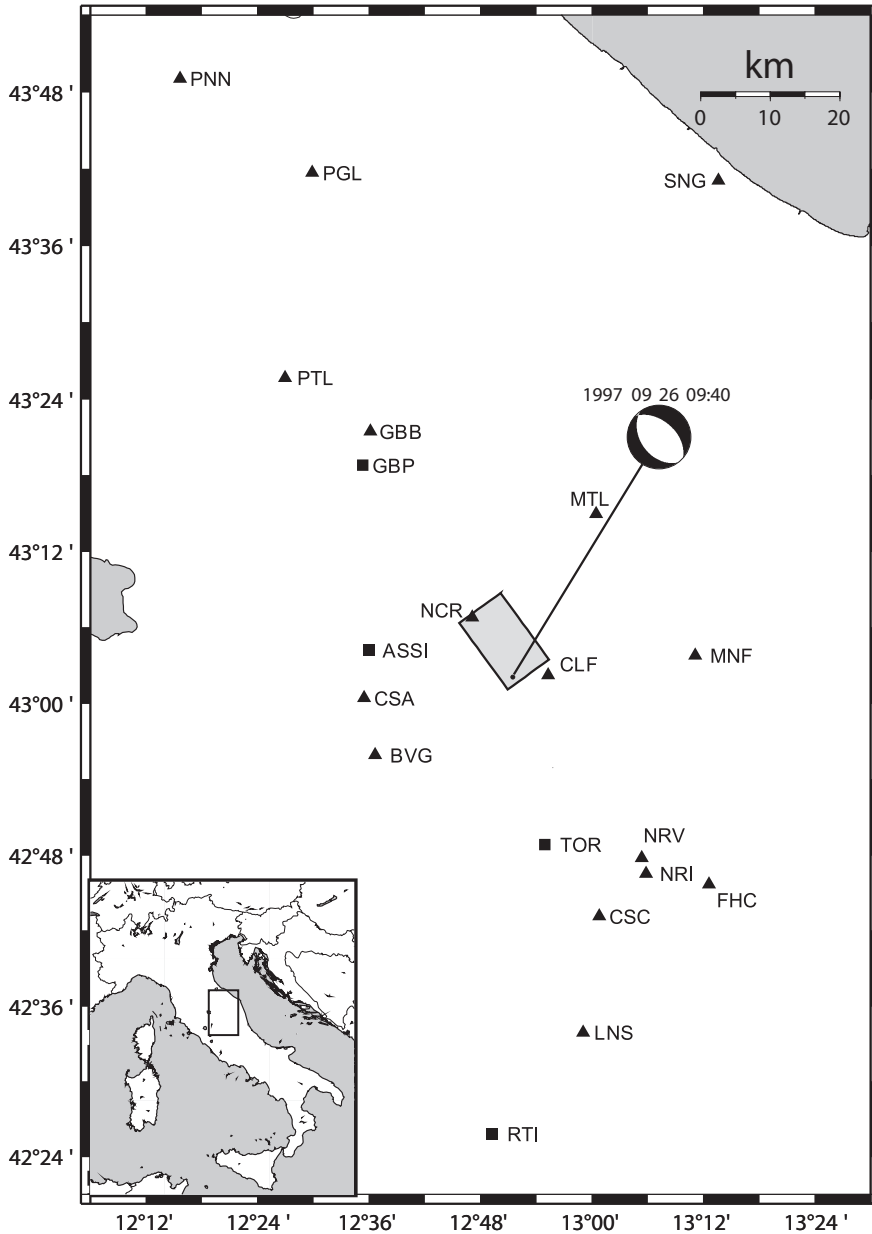 km
0 10 20
43°48 '
PNN
PGL
SNG
43°36 '
PTL
43°24 '
1997 09 26 09:40
GBB
GBP
MTL
43°12 '
NCR
ASSI
CLF
MNF
CSA
43°00 '
BVG
NRV
42°48 '
TOR
NRI
FHC
CSC
42°36 '
LNS
RTI
42°24 '
12°12' 12°24 ' 12°36' 12°48 ' 13°00' 13°12' 13°24 '